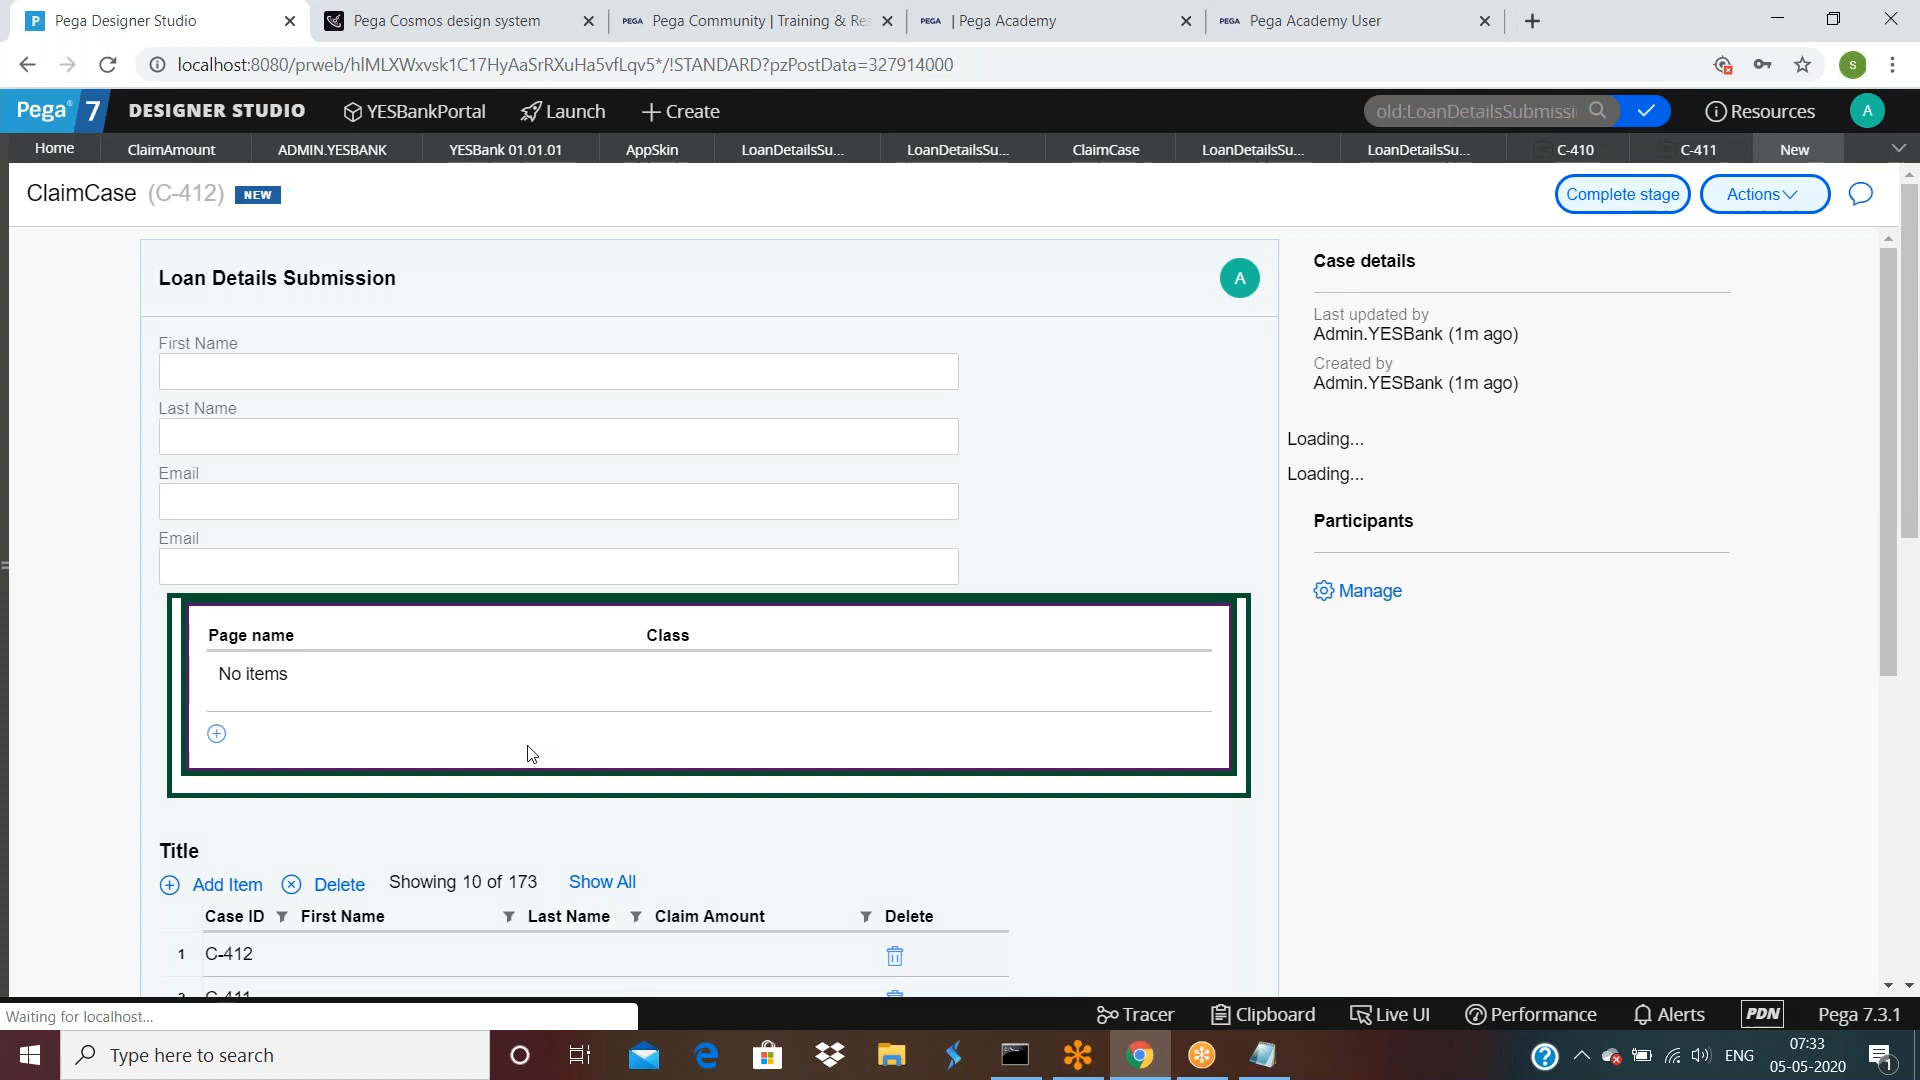 Pega Designer Studio
Pega Cosmos design system
PEGA Pega Community | Training & Res
PEGA | Pega Academy
PEGA Pega Academy User
localhost:8080/prweb/hIMLXWxvsk1C17HyAaSrRXuHa5vfLqv5*/!STANDARD?pzPostData=327914000
S
Pega 7 DESIGNER STUDIO YESBankPortal Launch Create old:LoanDetailsSubmissi Resources A
Home ClaimAmount ADMIN.YESBANK YESBank 01.01.01 AppSkin LoanDetailsSu... LoanDetailsSu... ClaimCase LoanDetailsSu... LoanDetailsSu... C-410 C-411 New
ClaimCase (C-412) NEW
Complete stage Actions
Loan Details Submission
A
First Name
Last Name
Email
Email
Page name Class
No items
Title
Add Item Delete Showing 10 of 173 Show All
Case ID First Name Last Name Claim Amount Delete
1 C-412
2 C-411
Case details
Last updated by
Admin.YESBank (1m ago)
Created by
Admin.YESBank (1m ago)
Loading...
Loading...
Participants
Manage
Waiting for localhost...
Tracer Clipboard Live UI Performance Alerts PDN Pega 7.3.1
Type here to search
ENG
07:33
05-05-2020
1